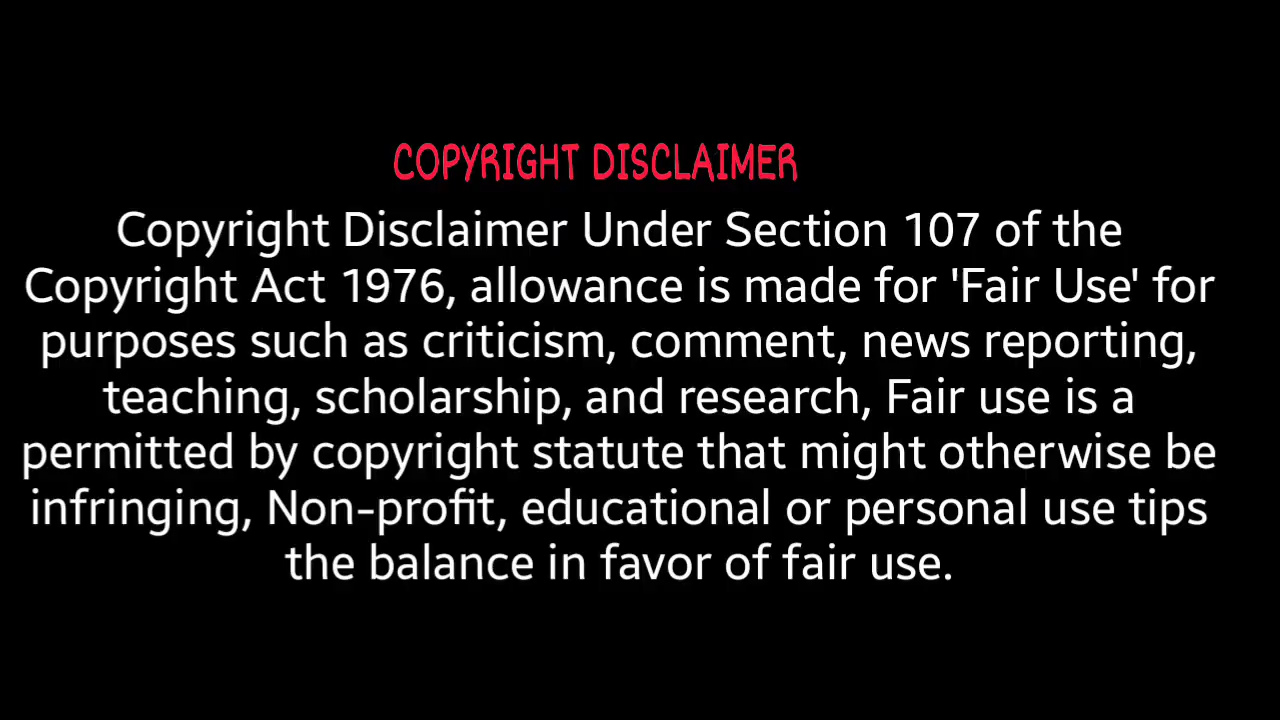 COPYRIGHT DISCLAIMER
Copyright Disclaimer Under Section 107 of the
Copyright Act 1976, allowance is made for 'Fair Use' for
purposes such as criticism, comment, news reporting,
teaching, scholarship, and research, Fair use is a
permitted by copyright statute that might otherwise be
infringing, Non-profit, educational or personal use tips
the balance in favor of fair use.